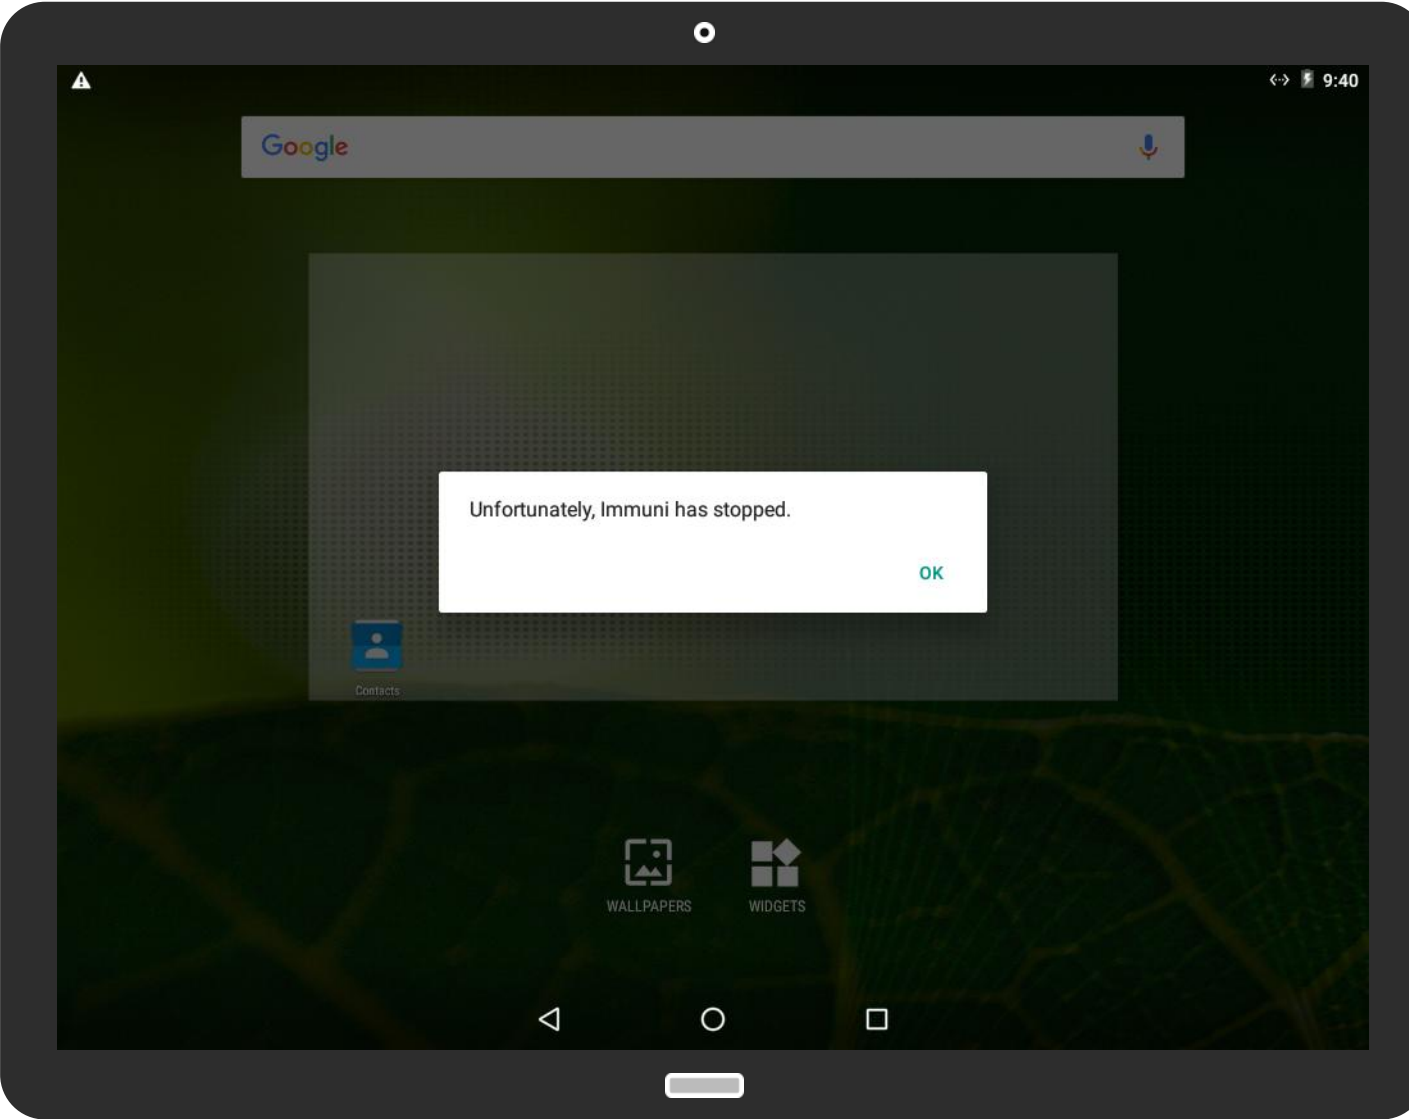 9:40
Google
Unfortunately, Immuni has stopped.
OK
Contacts
WALLPAPERS
WIDGETS